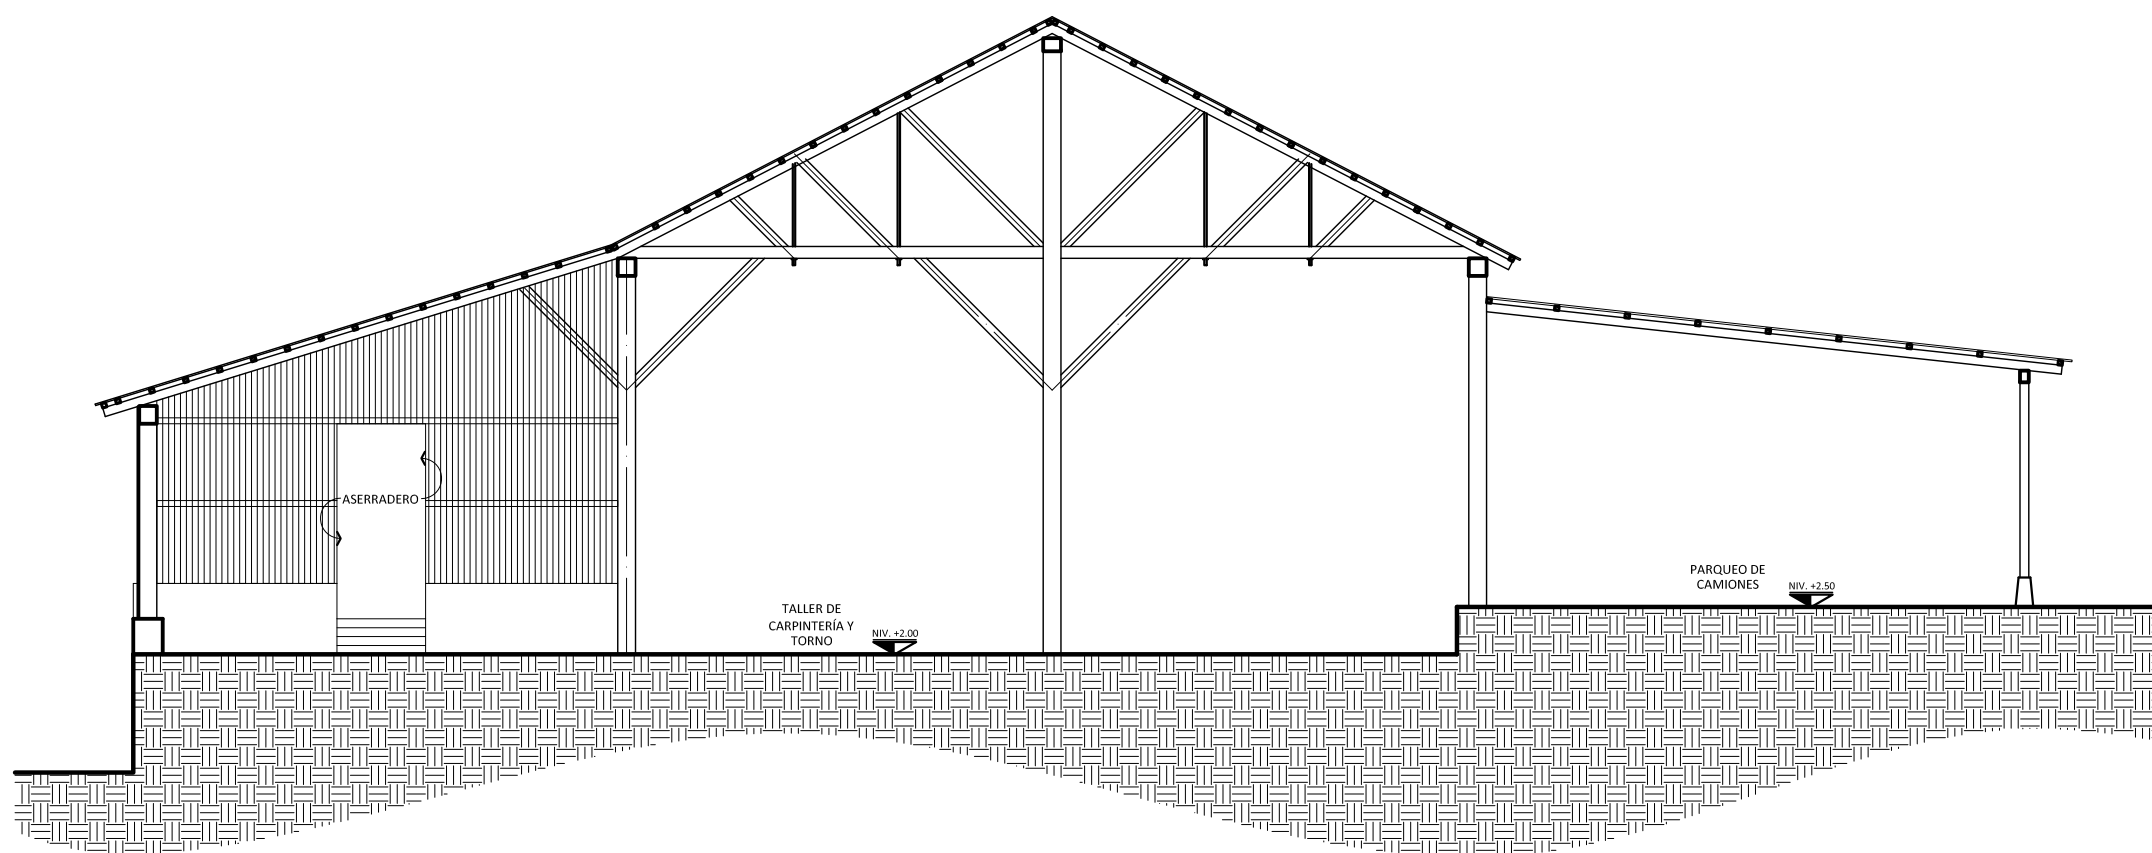 ASERRADERO
TALLER DE
CARPINTERÍA Y
TORNO
NIV. +2.00
PARQUEO DE
CAMIONES
NIV. +2.50